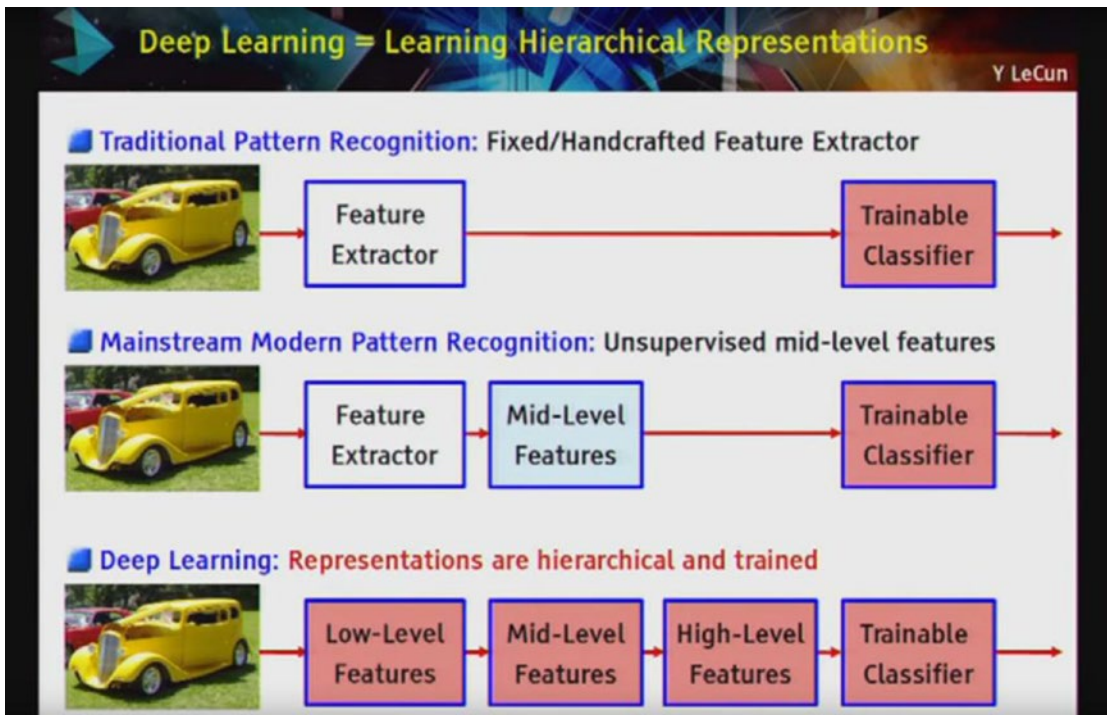 Deep Learning = Learning Hierarchical Representations
Y LeCun
Traditional Pattern Recognition: Fixed/Handcrafted Feature Extractor
Feature
Extractor
Trainable
Classifier
Mainstream Modern Pattern Recognition: Unsupervised mid-level features
Feature
Extractor
Mid-Level
Features
Trainable
Classifier
Deep Learning: Representations are hierarchical and trained
Low-Level
Features
Mid-Level
Features
High-Level
Features
Trainable
Classifier